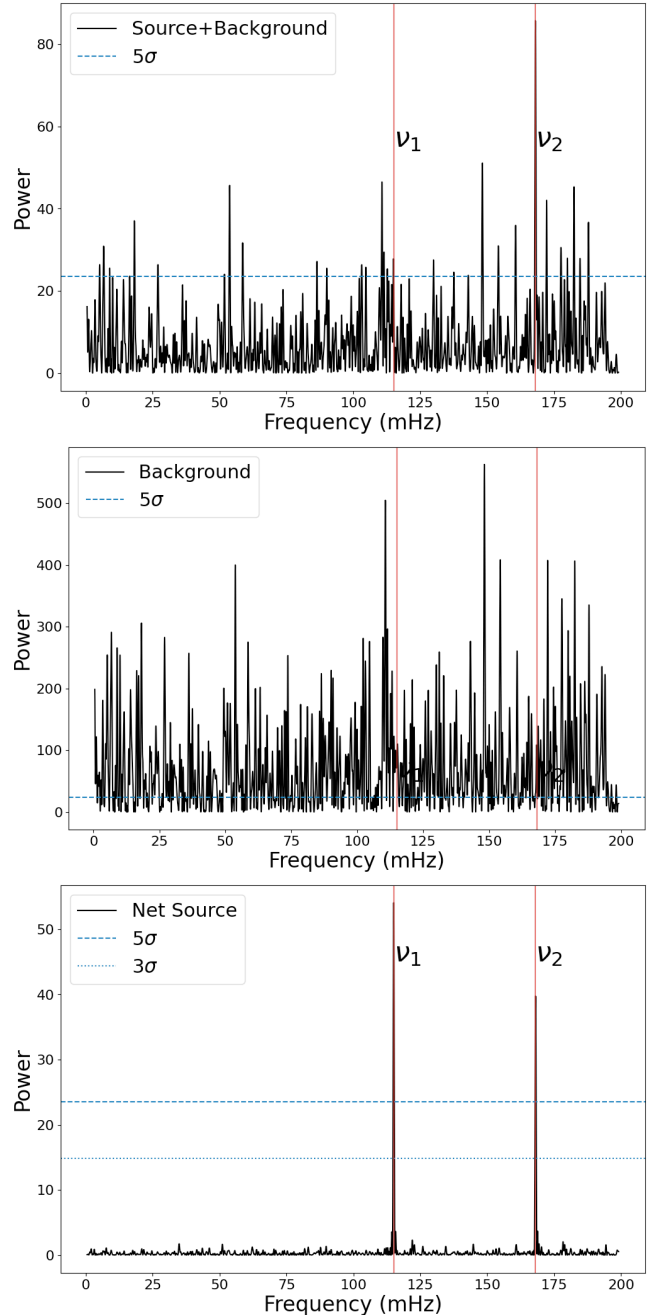 Source+Background
5σ
80
60
40
20
0
Power
ν1
ν2
0 25 50 75 100 125 150 175 200
Frequency (mHz)
Background
5σ
500
400
300
200
100
0
Power
ν1
ν2
0 25 50 75 100 125 150 175 200
Frequency (mHz)
Net Source
5σ
3σ
50
40
30
20
10
0
Power
ν1
ν2
0 25 50 75 100 125 150 175 200
Frequency (mHz)